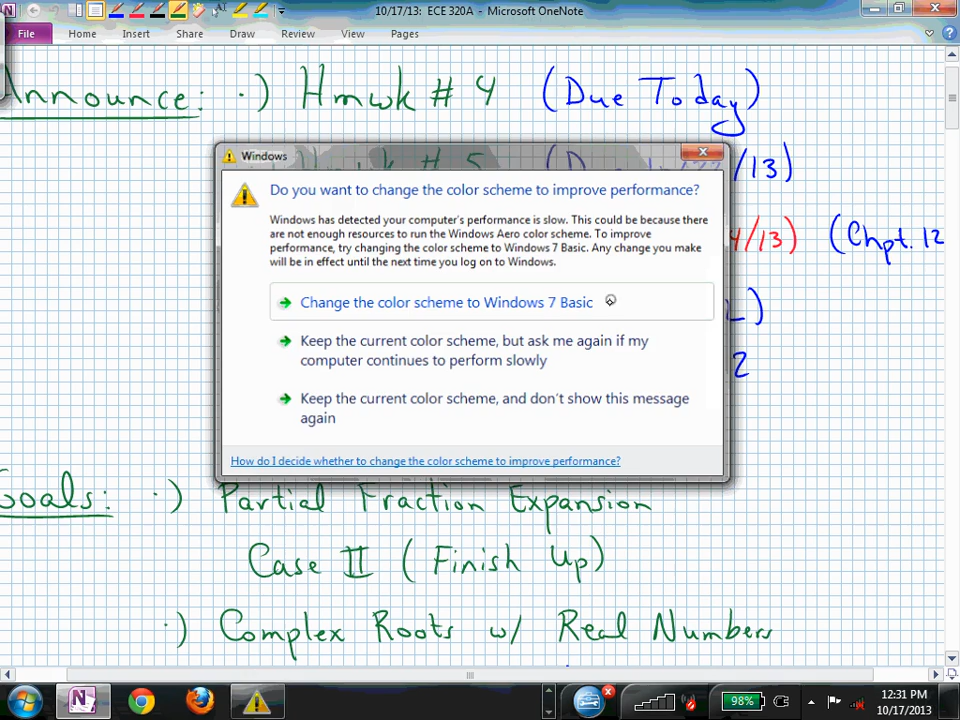 10/17/13: ECE 320A - Microsoft OneNote
File Home Insert Share Draw Review View Pages
Announce: ·) Hmwk # 4 (Due Today)
Hmwk # 5 /13)
/13) (Chpt. 12
2
Windows
Do you want to change the color scheme to improve performance?
Windows has detected your computer's performance is slow. This could be because there
are not enough resources to run the Windows Aero color scheme. To improve
performance, try changing the color scheme to Windows 7 Basic. Any change you make
will be in effect until the next time you log on to Windows.
Change the color scheme to Windows 7 Basic
Keep the current color scheme, but ask me again if my
computer continues to perform slowly
Keep the current color scheme, and don't show this message
again
How do I decide whether to change the color scheme to improve performance?
Goals: ·) Partial Fraction Expansion
Case II (Finish Up)
·) Complex Roots w/ Real Numbers
98%
12:31 PM
10/17/2013